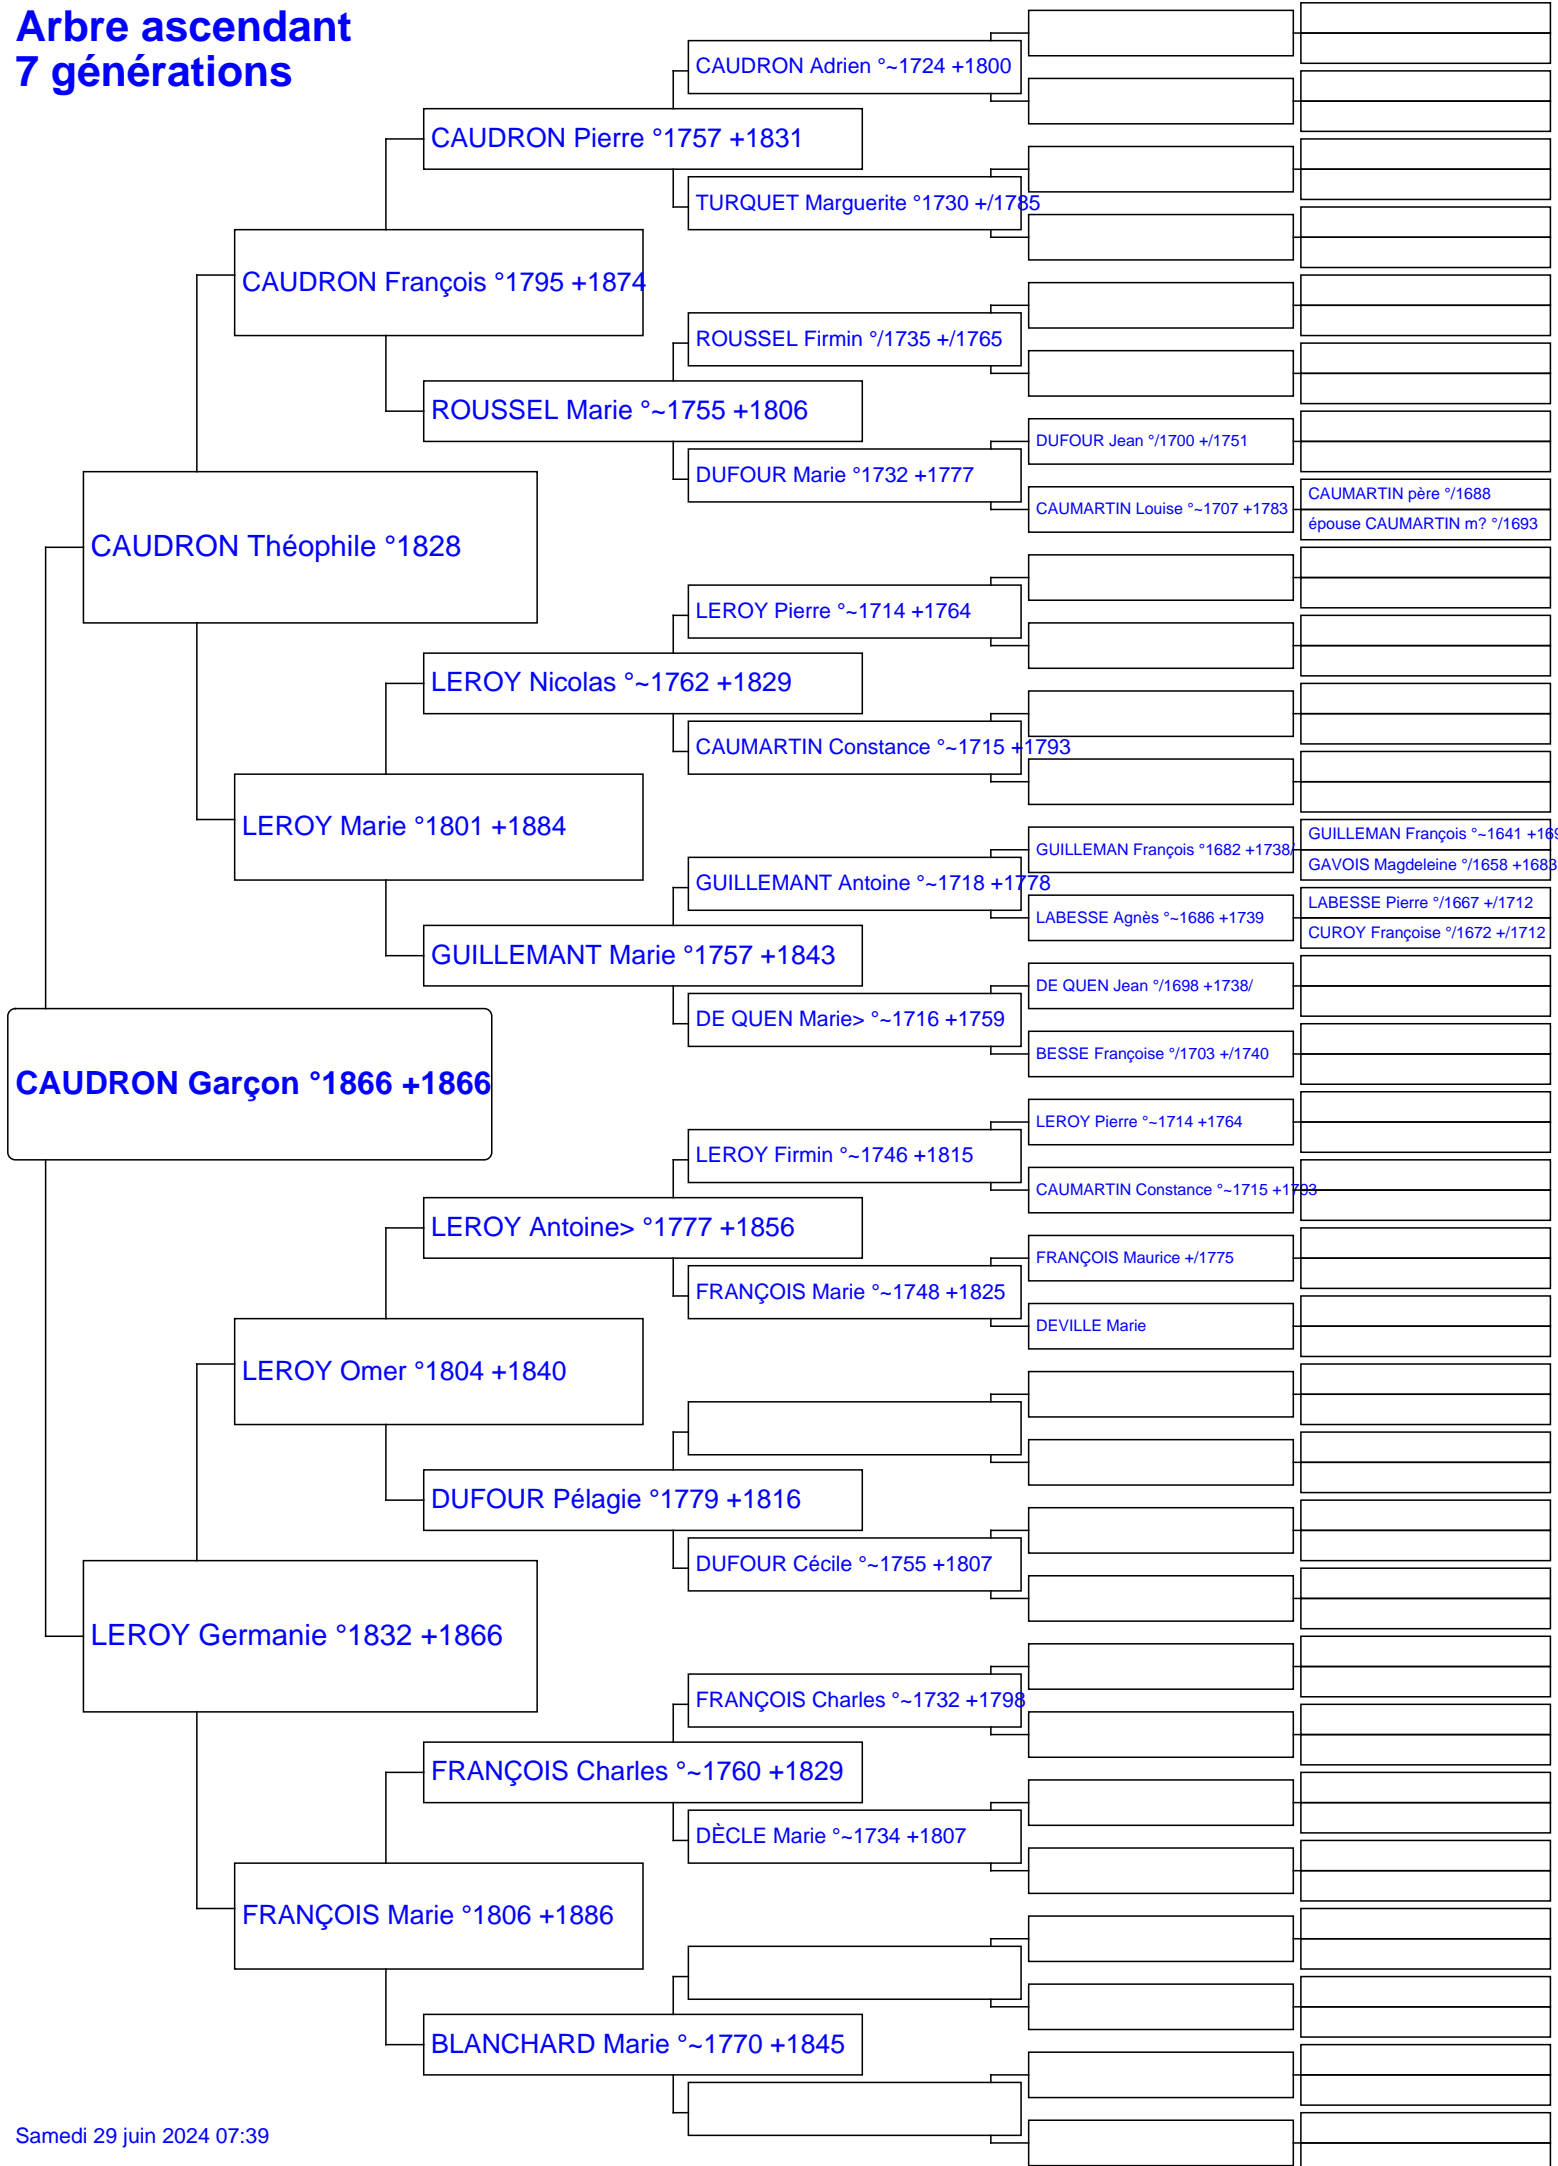 Arbre ascendant
7 générations
CAUDRON Adrien °~1724 +1800
CAUDRON Pierre °1757 +1831
TURQUET Marguerite °1730 +/1785
CAUDRON François °1795 +1874
ROUSSEL Firmin °/1735 +/1765
ROUSSEL Marie °~1755 +1806
DUFOUR Jean °/1700 +/1751
DUFOUR Marie °1732 +1777
CAUMARTIN père °/1688
CAUMARTIN Louise °~1707 +1783
épouse CAUMARTIN m? °/1693
CAUDRON Théophile °1828
LEROY Pierre °~1714 +1764
LEROY Nicolas °~1762 +1829
CAUMARTIN Constance °~1715 +1793
LEROY Marie °1801 +1884
GUILLEMAN François °~1641 +169
GUILLEMAN François °1682 +1738/
GAVOIS Magdeleine °/1658 +1683
GUILLEMANT Antoine °~1718 +1778
LABESSE Pierre °/1667 +/1712
LABESSE Agnès °~1686 +1739
CUROY Françoise °/1672 +/1712
GUILLEMANT Marie °1757 +1843
DE QUEN Jean °/1698 +1738/
DE QUEN Marie> °~1716 +1759
BESSE Françoise °/1703 +/1740
CAUDRON Garçon °1866 +1866
LEROY Pierre °~1714 +1764
LEROY Firmin °~1746 +1815
CAUMARTIN Constance °~1715 +1793
LEROY Antoine> °1777 +1856
FRANÇOIS Maurice +/1775
FRANÇOIS Marie °~1748 +1825
DEVILLE Marie
LEROY Omer °1804 +1840
DUFOUR Pélagie °1779 +1816
DUFOUR Cécile °~1755 +1807
LEROY Germanie °1832 +1866
FRANÇOIS Charles °~1732 +1798
FRANÇOIS Charles °~1760 +1829
DÈCLE Marie °~1734 +1807
FRANÇOIS Marie °1806 +1886
BLANCHARD Marie °~1770 +1845
Samedi 29 juin 2024 07:39